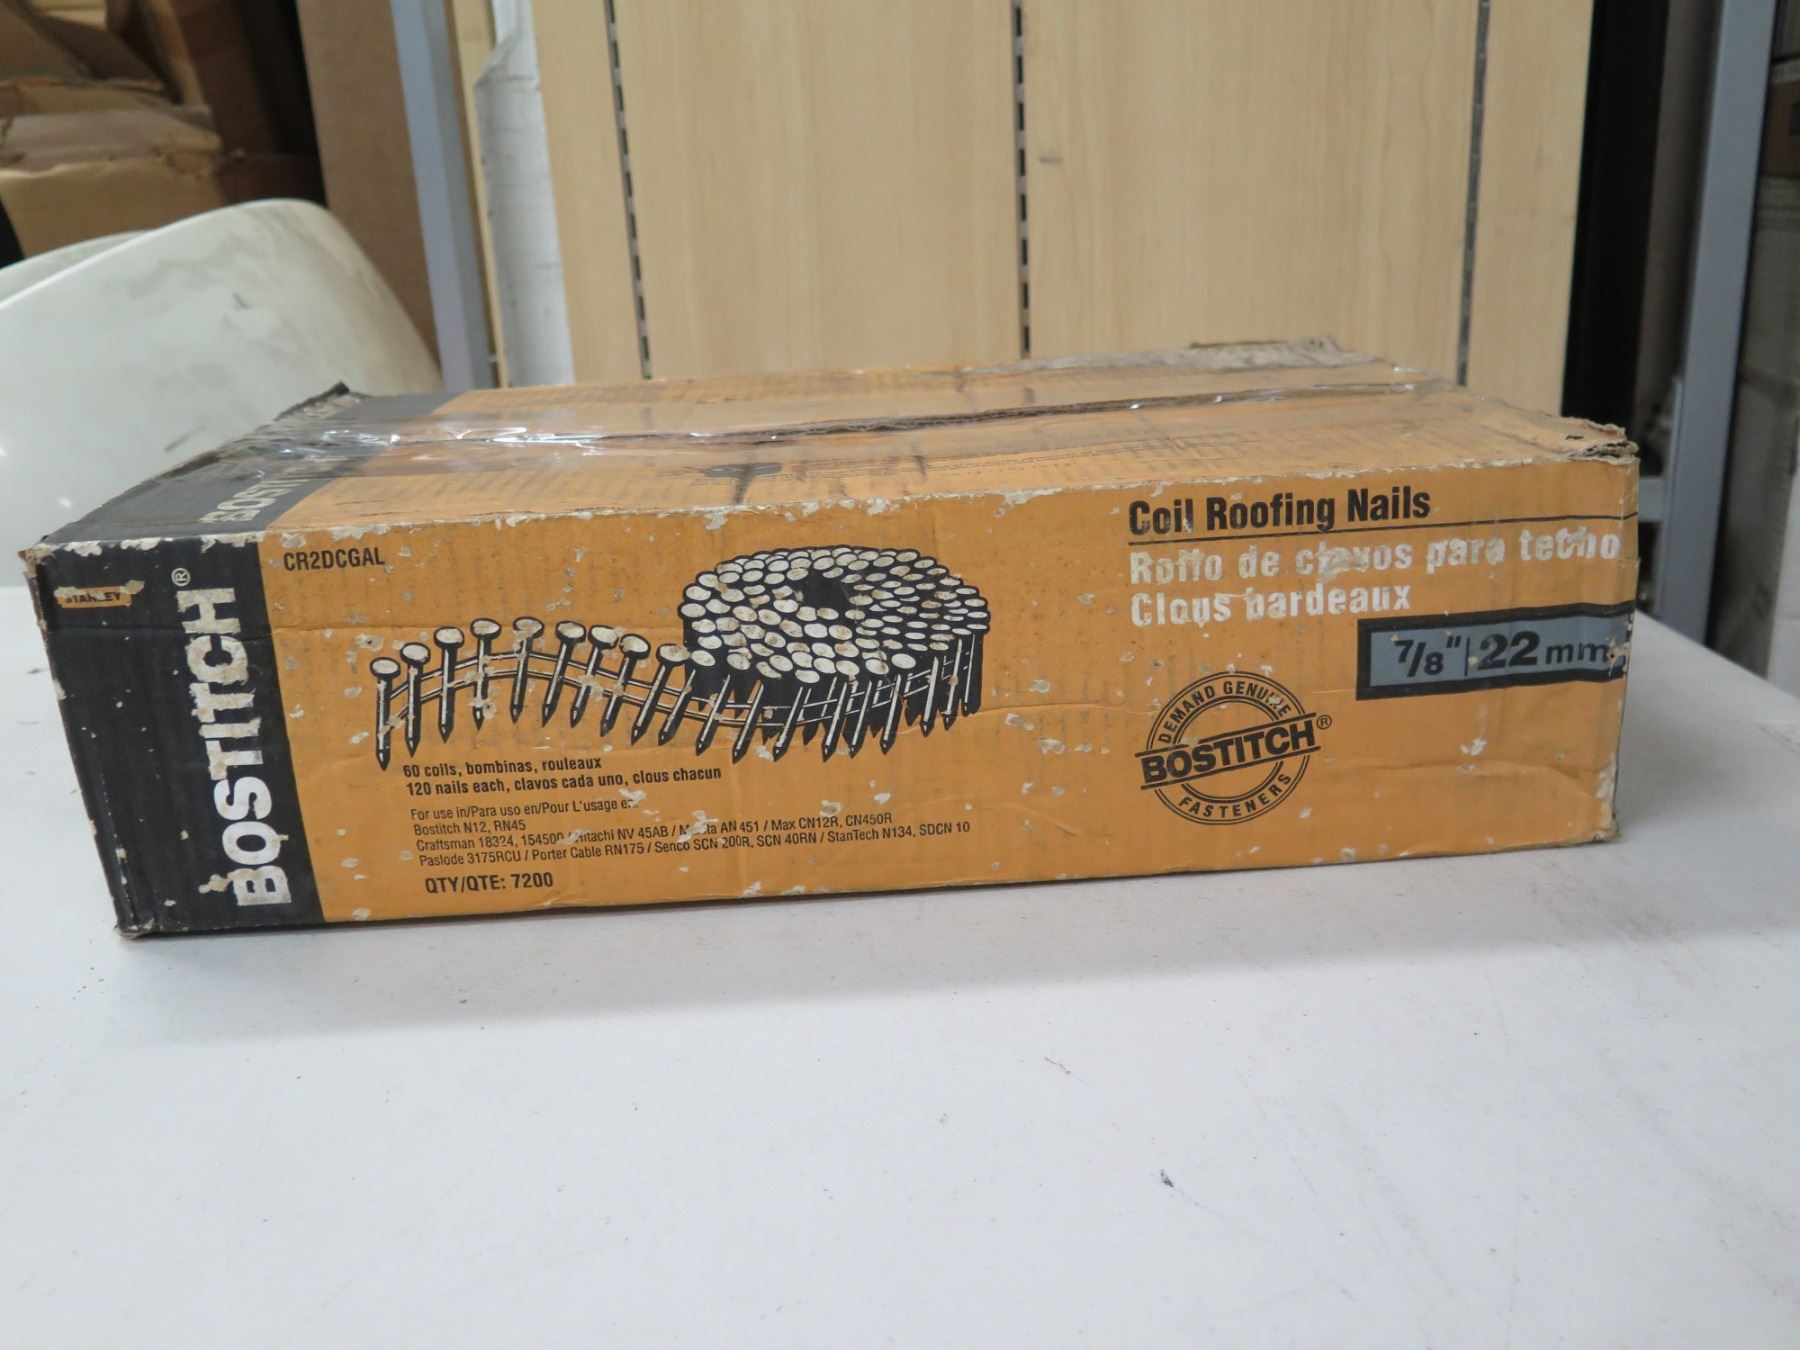 STANLEY
BOSTITCH®
CR2DCGAL
60 coils, bombinas, rouleaux
120 nails each, clavos cada uno, clous chacun
For use in/Para uso en/Pour L'usage
Bostitch N12, RN45
Craftsman 18324, 154500 / Hitachi NV 45AB / Makita AN 451 / Max CN12R, CN450R
Paslode 3175RCU / Porter Cable RN175 / Senco SCN 200R, SCN 40RN / StanTech N134, SDCN 10
QTY/QTE: 7200
Coil Roofing Nails
Rollo de clavos para techo
Clous bardeaux
7/8" | 22 mm
DEMAND GENUINE
BOSTITCH®
FASTENERS